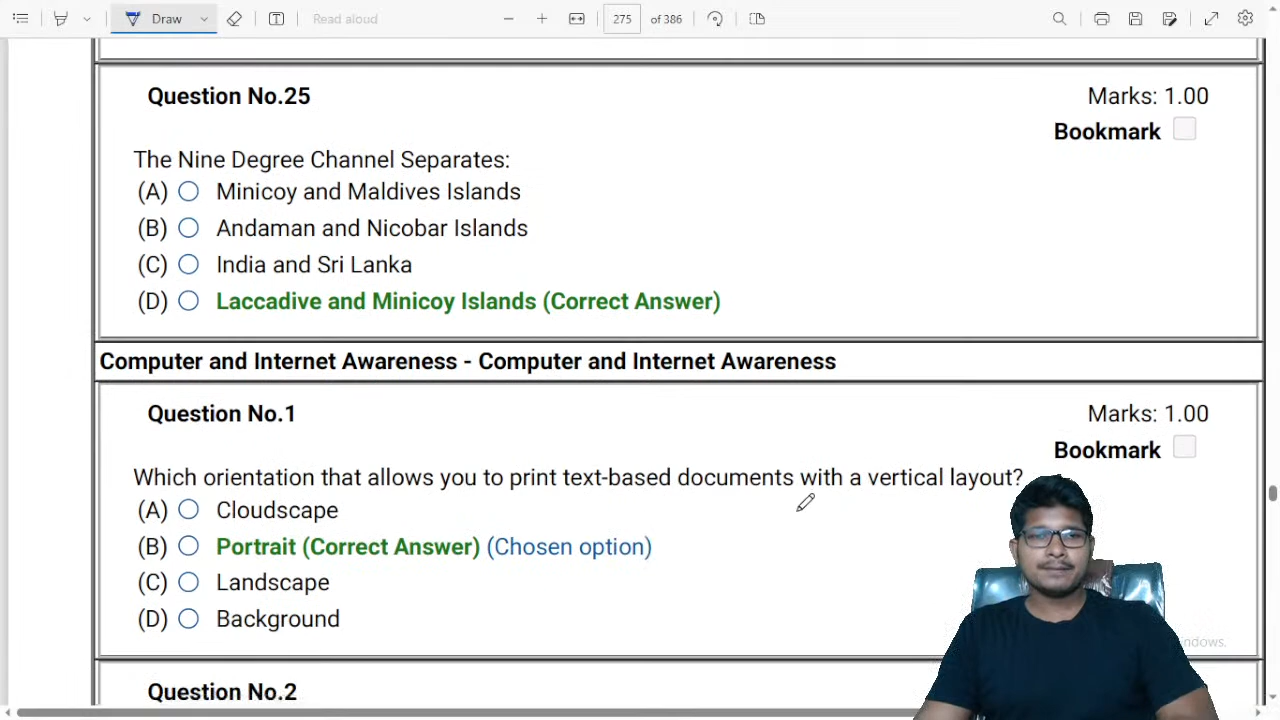 Draw
Read aloud
275 of 386
Question No.25 Marks: 1.00
Bookmark
The Nine Degree Channel Separates:
(A) Minicoy and Maldives Islands
(B) Andaman and Nicobar Islands
(C) India and Sri Lanka
(D) Laccadive and Minicoy Islands (Correct Answer)
Computer and Internet Awareness - Computer and Internet Awareness
Question No.1 Marks: 1.00
Bookmark
Which orientation that allows you to print text-based documents with a vertical layout?
(A) Cloudscape
(B) Portrait (Correct Answer) (Chosen option)
(C) Landscape
(D) Background
ndows.
Question No.2